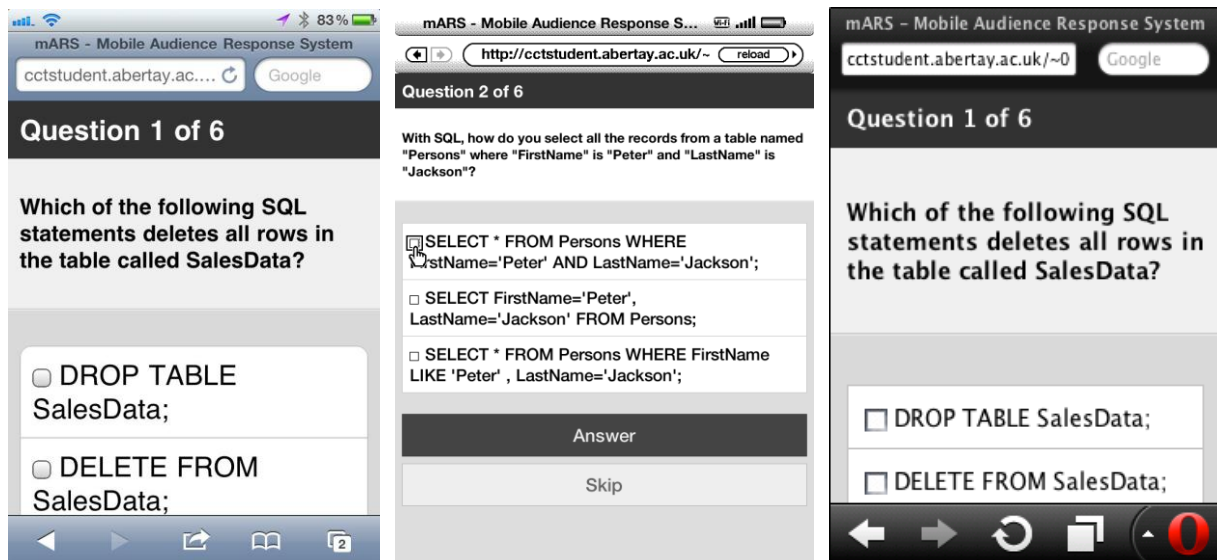 83%
mARS - Mobile Audience Response System
cctstudent.abertay.ac....
Google
Question 1 of 6
Which of the following SQL
statements deletes all rows in
the table called SalesData?
DROP TABLE
SalesData;
DELETE FROM
SalesData;
2
mARS - Mobile Audience Response S...
Wi-Fi
http://cctstudent.abertay.ac.uk/~
reload
Question 2 of 6
With SQL, how do you select all the records from a table named
"Persons" where "FirstName" is "Peter" and "LastName" is
"Jackson"?
SELECT * FROM Persons WHERE
FirstName='Peter' AND LastName='Jackson';
SELECT FirstName='Peter',
LastName='Jackson' FROM Persons;
SELECT * FROM Persons WHERE FirstName
LIKE 'Peter' , LastName='Jackson';
Answer
Skip
mARS – Mobile Audience Response System
cctstudent.abertay.ac.uk/~0
Google
Question 1 of 6
Which of the following SQL
statements deletes all rows in
the table called SalesData?
DROP TABLE SalesData;
DELETE FROM SalesData;